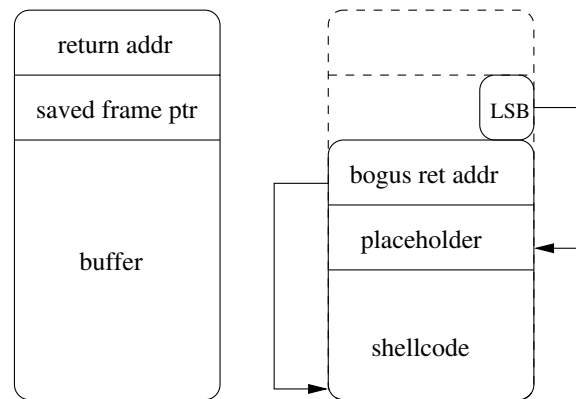 return addr
saved frame ptr
buffer
LSB
bogus ret addr
placeholder
shellcode